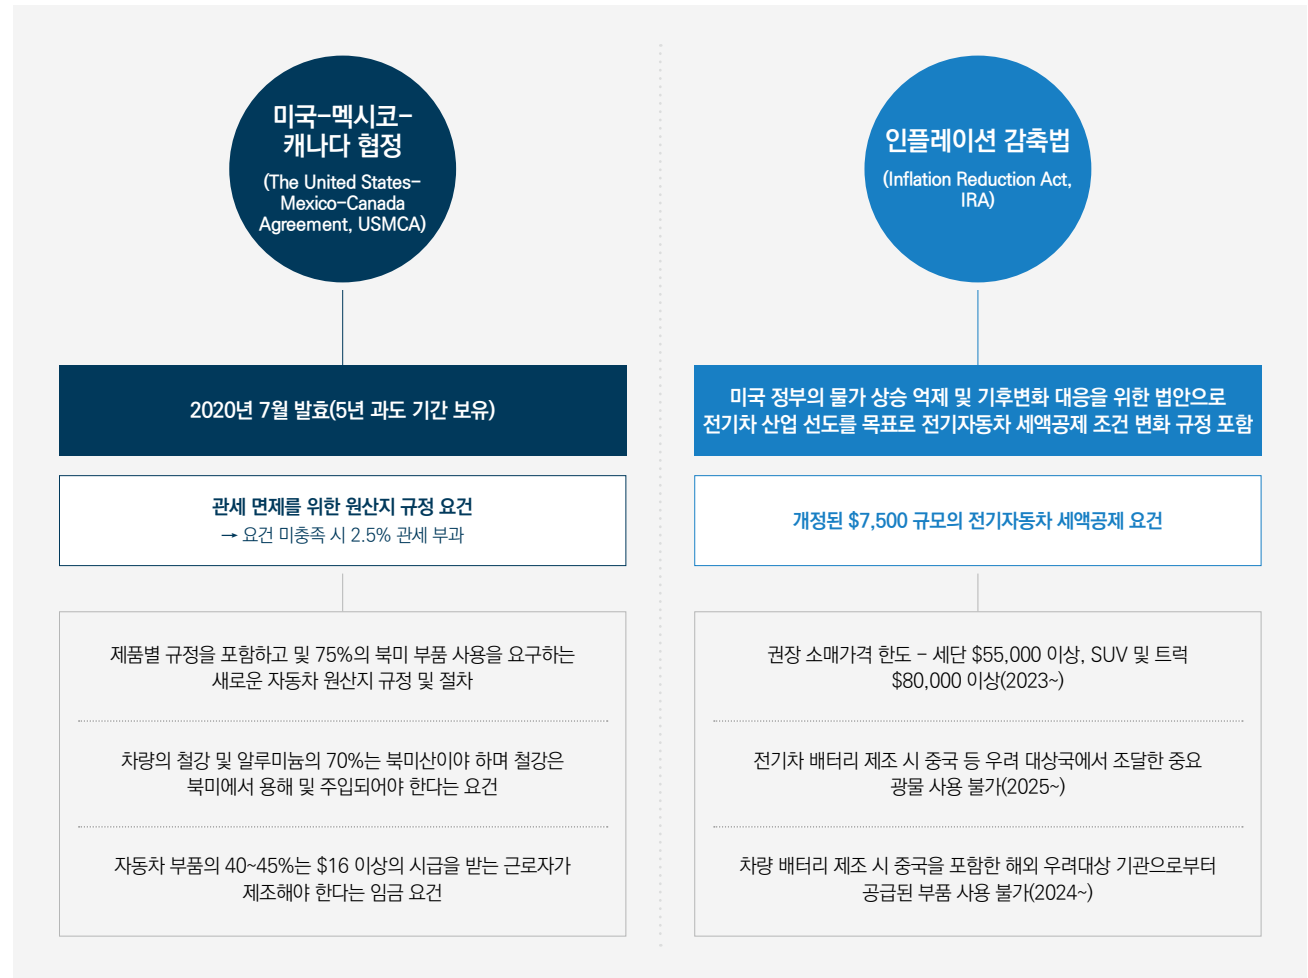 미국-멕시코-
캐나다 협정
(The United States-
Mexico-Canada
Agreement, USMCA)
2020년 7월 발효(5년 과도 기간 보유)
관세 면제를 위한 원산지 규정 요건
→ 요건 미충족 시 2.5% 관세 부과
제품별 규정을 포함하고 및 75%의 북미 부품 사용을 요구하는
새로운 자동차 원산지 규정 및 절차
차량의 철강 및 알루미늄의 70%는 북미산이야 하며 철강은
북미에서 용해 및 주입되어야 한다는 요건
자동차 부품의 40~45%는 $16 이상의 시급을 받는 근로자가
제조해야 한다는 임금 요건
인플레이션 감축법
(Inflation Reduction Act,
IRA)
미국 정부의 물가 상승 억제 및 기후변화 대응을 위한 법안으로
전기차 산업 선도를 목표로 전기자동차 세액공제 조건 변화 규정 포함
개정된 $7,500 규모의 전기자동차 세액공제 요건
권장 소매가격 한도 - 세단 $55,000 이상, SUV 및 트럭
$80,000 이상(2023~)
전기차 배터리 제조 시 중국 등 우려 대상국에서 조달한 중요
광물 사용 불가(2025~)
차량 배터리 제조 시 중국을 포함한 해외 우려대상 기관으로부터
공급된 부품 사용 불가(2024~)